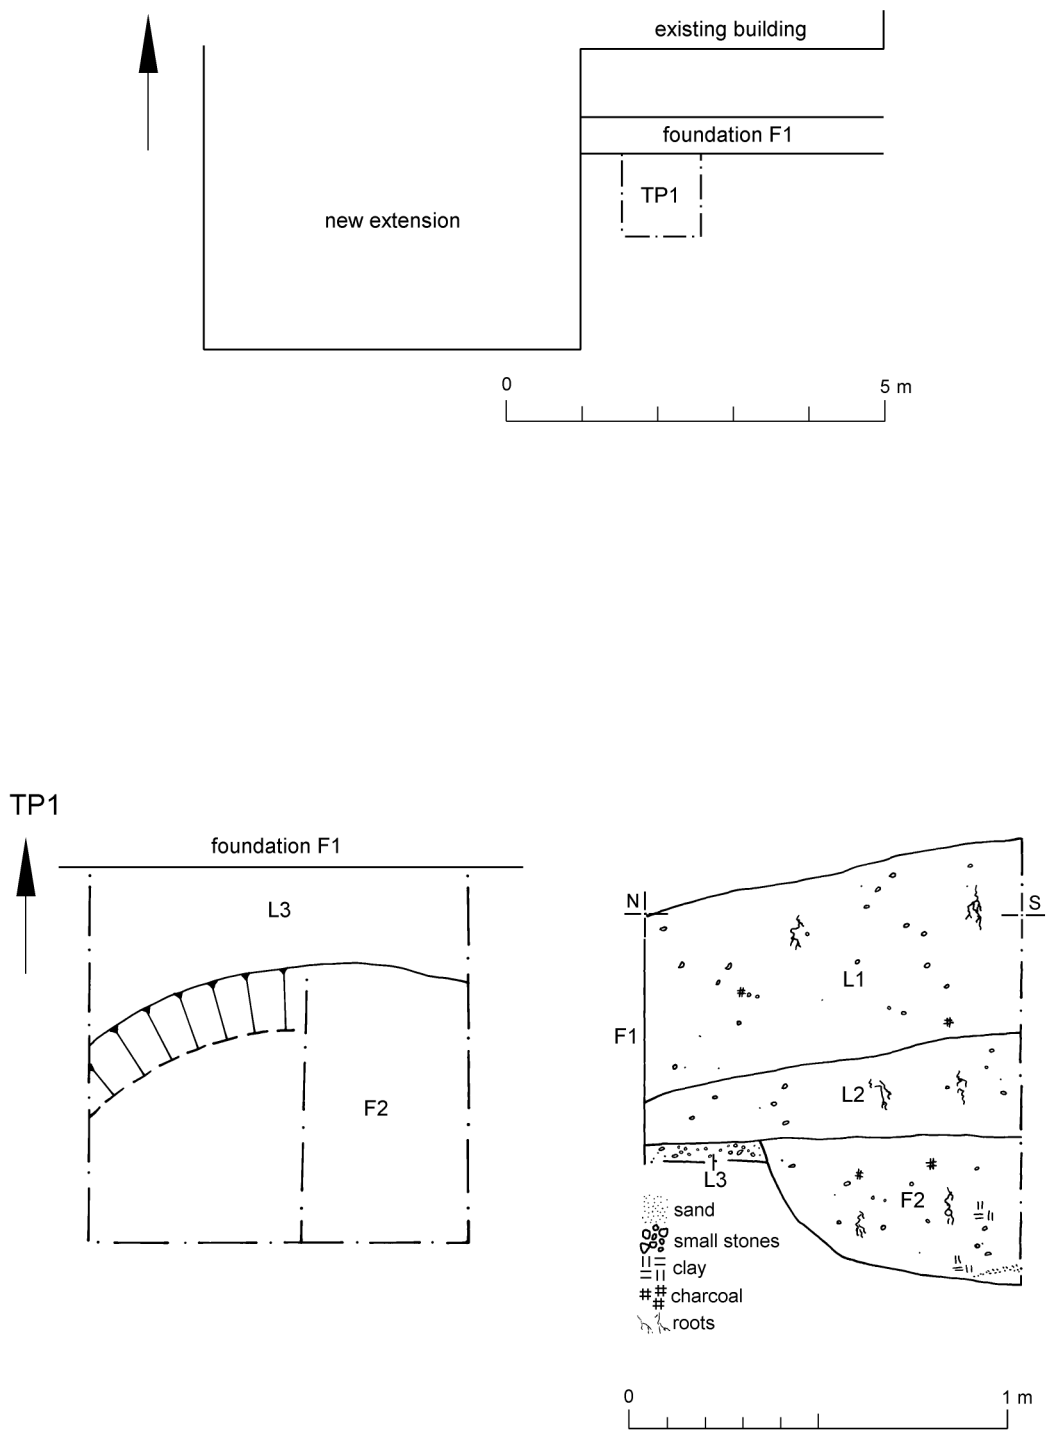 existing building
foundation F1
TP1
new extension
0 5 m
TP1
foundation F1
L3
F2
N S
L1
F1
L2
L3
F2
sand
small stones
clay
charcoal
roots
0 1 m